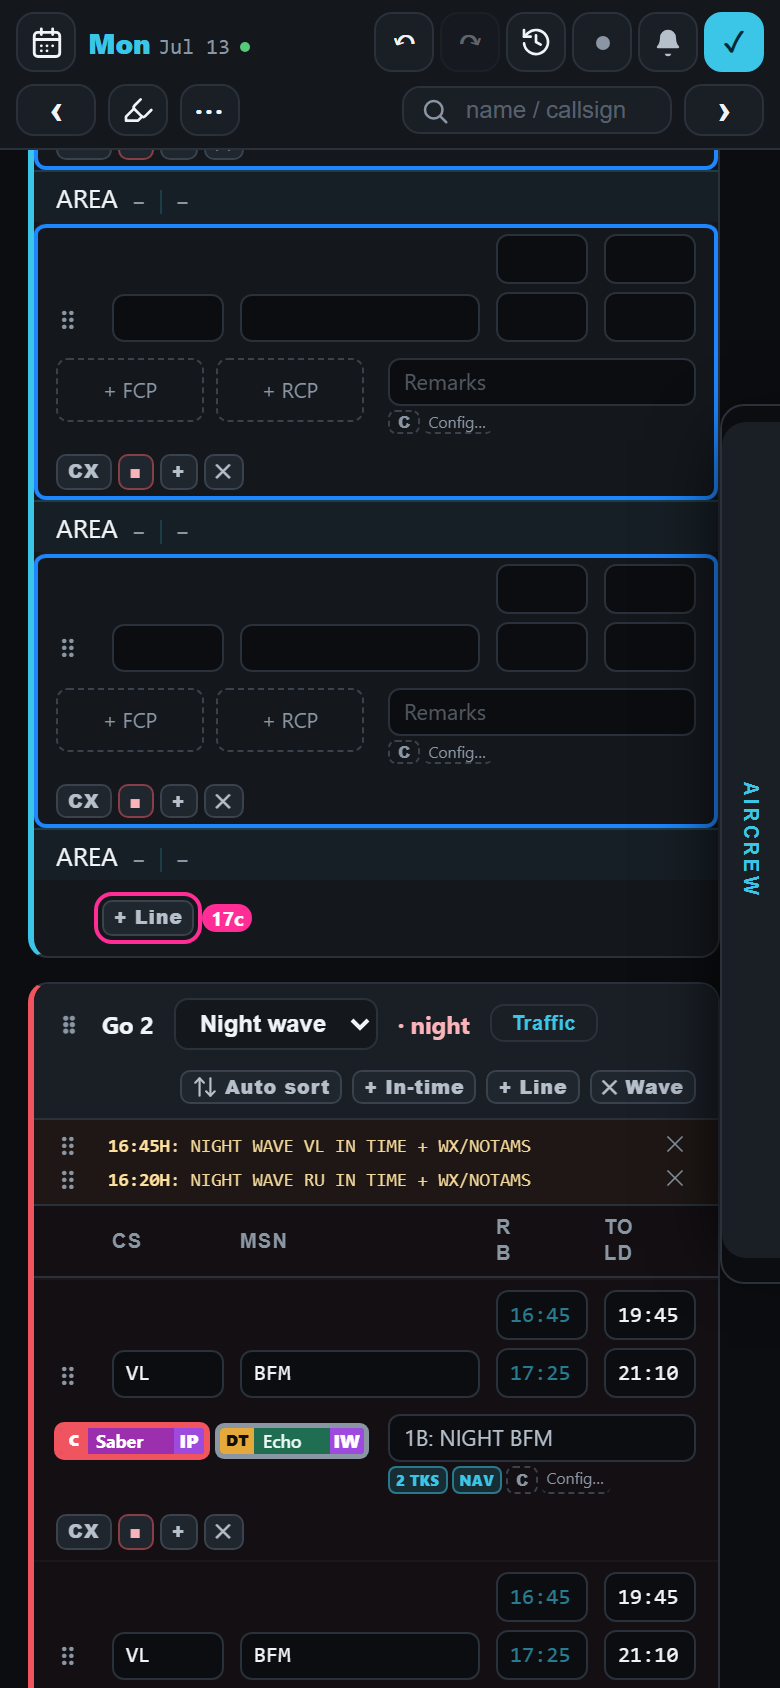 Mon Jul 13
name / callsign
AREA – | –
+ FCP
+ RCP
Remarks
C Config...
CX
+
AREA – | –
+ FCP
+ RCP
Remarks
C Config...
CX
+
AREA – | –
+ Line 17c
AIRCREW
Go 2 Night wave · night Traffic
Auto sort + In-time + Line × Wave
16:45H: NIGHT WAVE VL IN TIME + WX/NOTAMS
16:20H: NIGHT WAVE RU IN TIME + WX/NOTAMS
CS MSN R B TO LD
16:45 19:45
VL BFM 17:25 21:10
C Saber IP DT Echo IW 1B: NIGHT BFM
2 TKS NAV C Config...
CX
+
16:45 19:45
VL BFM 17:25 21:10